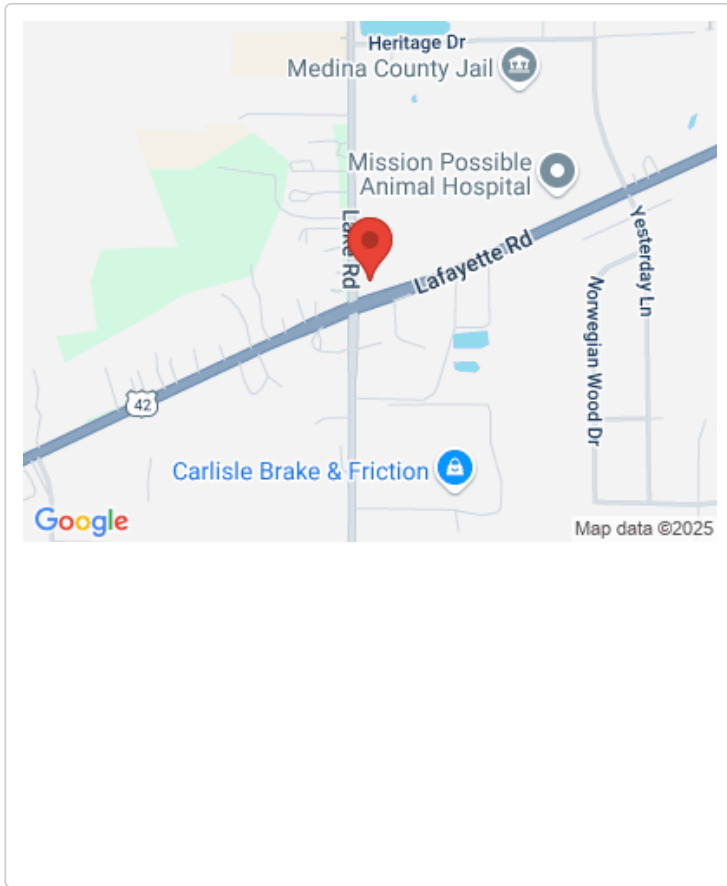 Heritage Dr
Medina County Jail
Mission Possible
Animal Hospital
Lake Rd
Lafayette Rd
Yesterday Ln
Norwegian Wood Dr
42
Carlisle Brake & Friction
Google
Map data ©2025